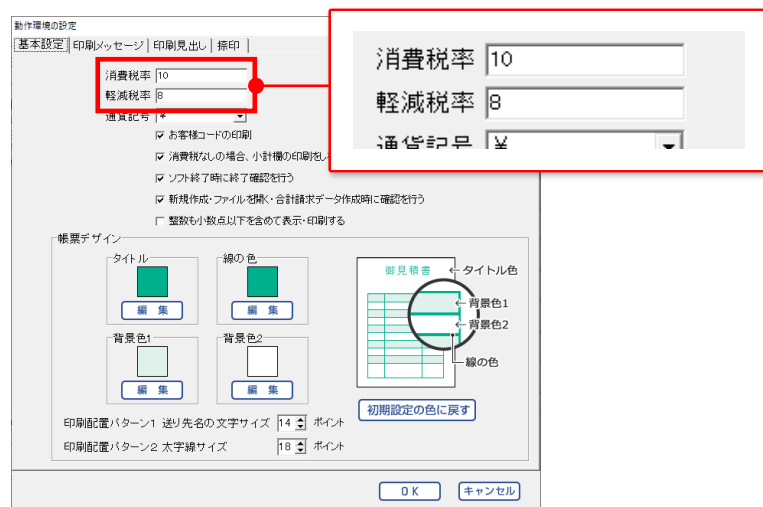 動作環境の設定
基本設定 印刷メッセージ 印刷見出し 捺印
消費税率 10
軽減税率 8
通貨記号 ¥
消費税率 10
軽減税率 8
通貨記号 ¥
お客様コードの印刷
消費税なしの場合、小計欄の印刷をし
ソフト終了時に終了確認を行う
新規作成・ファイルを開く・合計請求データ作成時に確認を行う
整数も小数点以下を含めて表示・印刷する
帳票デザイン
タイトル 線の色
編集 編集
背景色1 背景色2
編集 編集
御見積書 ←タイトル色
←背景色1
←背景色2
線の色
初期設定の色に戻す
印刷配置パターン1 送り先名の文字サイズ 14 ポイント
印刷配置パターン2 太字線サイズ 18 ポイント
OK キャンセル